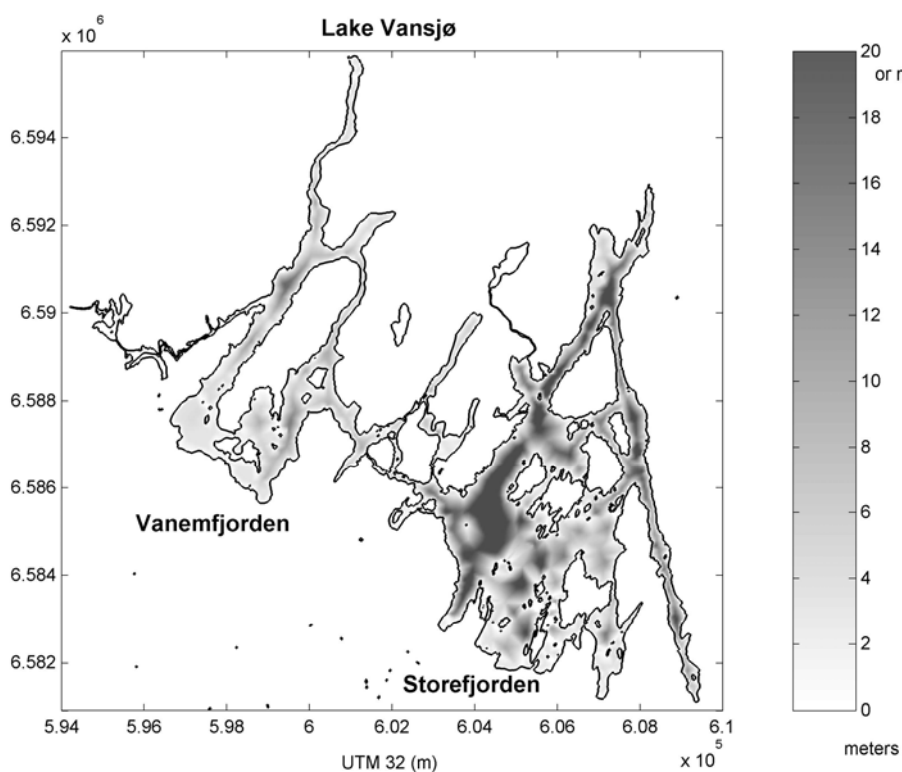 Lake Vansjø
x 10 6
6.594
6.592
6.59
6.588
6.586
6.584
6.582
Vanemfjorden
Storefjorden
5.94 5.96 5.98 6 6.02 6.04 6.06 6.08 6.1
UTM 32 (m)
x 10 5
20
or r
18
16
14
12
10
8
6
4
2
0
meters